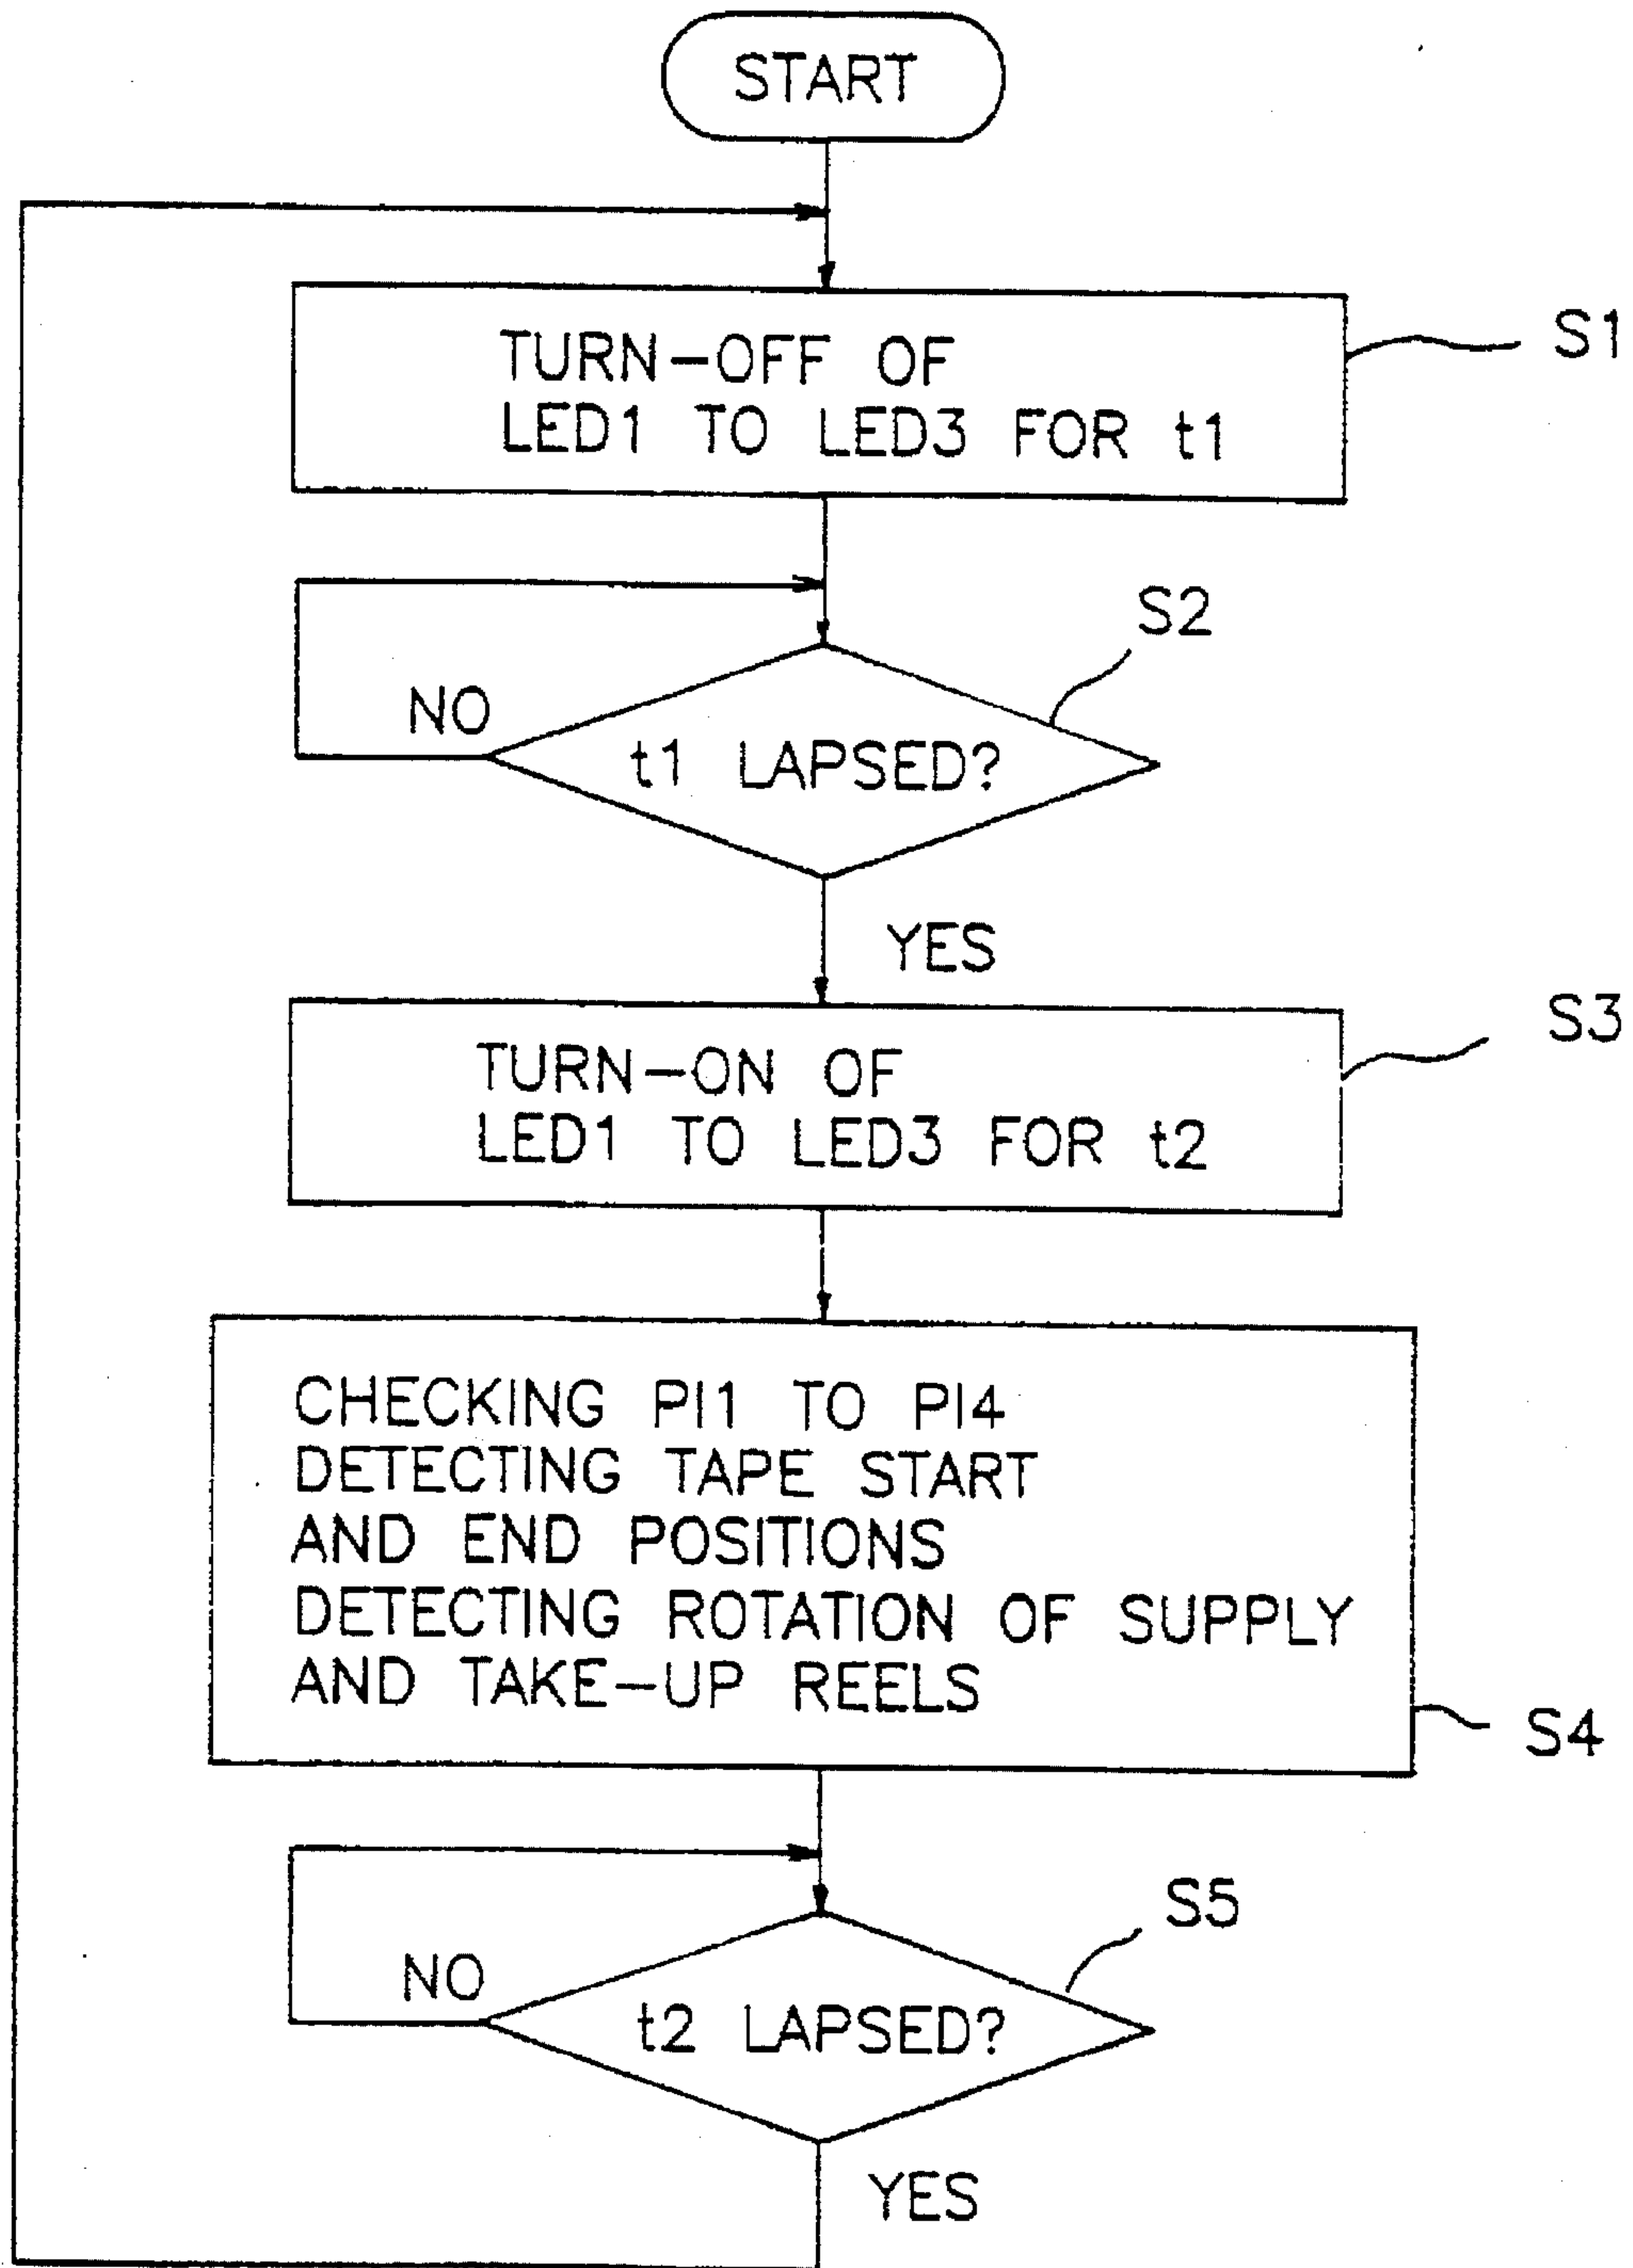 START
TURN-OFF OF
LED1 TO LED3 FOR t1
S1
S2
NO
t1 LAPSED?
YES
TURN-ON OF
LED1 TO LED3 FOR t2
S3
CHECKING PI1 TO PI4
DETECTING TAPE START
AND END POSITIONS
DETECTING ROTATION OF SUPPLY
AND TAKE-UP REELS
S4
S5
NO
t2 LAPSED?
YES